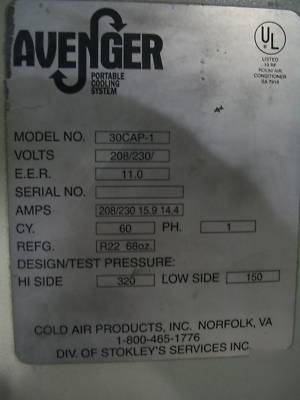 AVENGER
PORTABLE
COOLING
SYSTEM
UL
LISTED
ROOM AIR
CONDITIONER
MODEL NO. 30CAP-1
VOLTS 208/230/
E.E.R. 11.0
SERIAL NO.
AMPS 208/230 15.9 14.4
CY. 60 PH. 1
REFG. R22 68oz.
DESIGN/TEST PRESSURE:
HI SIDE 320 LOW SIDE 150
COLD AIR PRODUCTS, INC. NORFOLK, VA
1-800-465-1776
DIV. OF STOKLEY'S SERVICES INC.